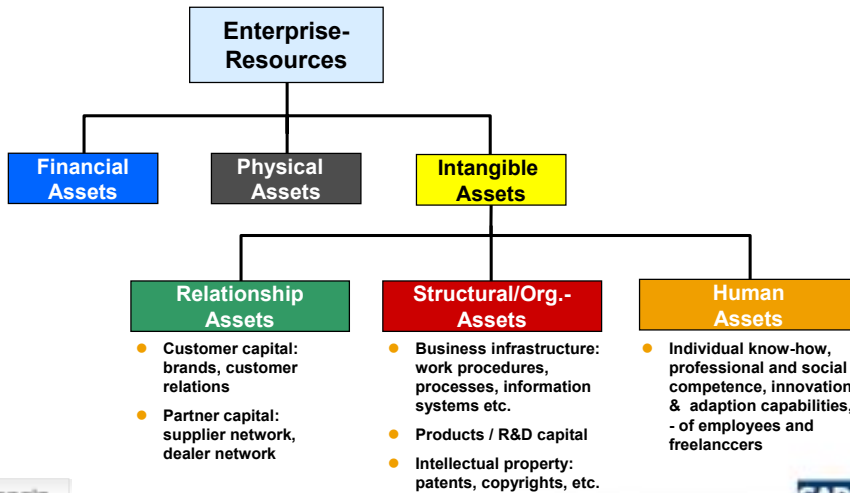 Enterprise-
Resources
Financial
Assets
Physical
Assets
Intangible
Assets
Relationship
Assets
Structural/Org.-
Assets
Human
Assets
Customer capital:
brands, customer
relations
Partner capital:
supplier network,
dealer network
Business infrastructure:
work procedures,
processes, information
systems etc.
Products / R&D capital
Intellectual property:
patents, copyrights, etc.
Individual know-how,
professional and social
competence, innovation
& adaption capabilities,
- of employees and
freelanccers